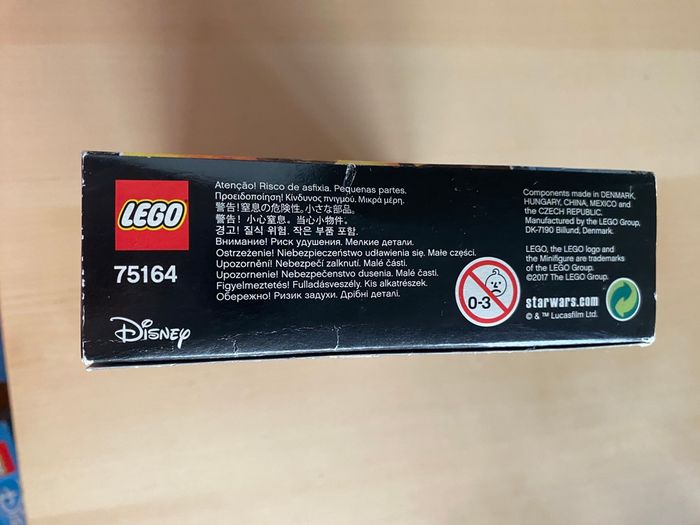 LEGO
75164
Disney
Atenção! Risco de asfixia. Pequenas partes.
Προειδοποίηση! Κίνδυνος πνιγμού. Μικρά μέρη.
警告!窒息の危険性。小さな部品。
警告! 小心窒息。当心小物件。
경고! 질식 위험. 작은 부품 포함.
Внимание! Риск удушения. Мелкие детали.
Ostrzeżenie! Niebezpieczeństwo udławienia się. Małe części.
Upozornění! Nebezpečí zalknutí. Malé části.
Upozornenie! Nebezpečenstvo dusenia. Malé časti.
Figyelmeztetés! Fulladásveszély. Kis alkatrészek.
Обережно! Ризик задухи. Дрібні деталі.
0-3
Components made in DENMARK,
HUNGARY, CHINA, MEXICO and
the CZECH REPUBLIC.
Manufactured by the LEGO Group,
DK-7190 Billund, Denmark.
LEGO, the LEGO logo and
the Minifigure are trademarks
of the LEGO Group.
©2017 The LEGO Group.
starwars.com
© & ™ Lucasfilm Ltd.